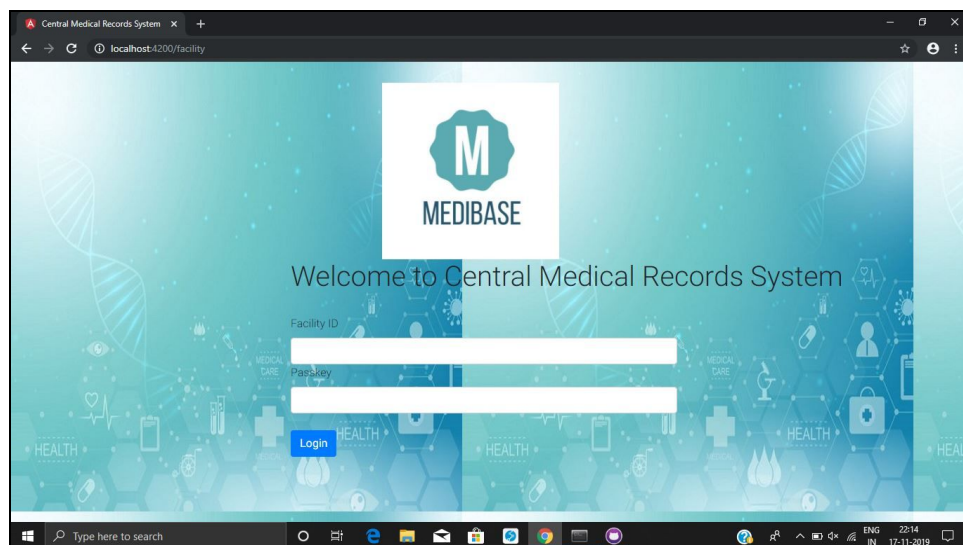 Central Medical Records System
localhost:4200/facility
M
MEDIBASE
Welcome to Central Medical Records System
Facility ID
MEDICAL
CARE
MEDICAL
CARE
Passkey
Login
HEALTH
HEALTH
HEALTH
HEALTH
HEAL
Type here to search
ENG
IN
22:14
17-11-2019